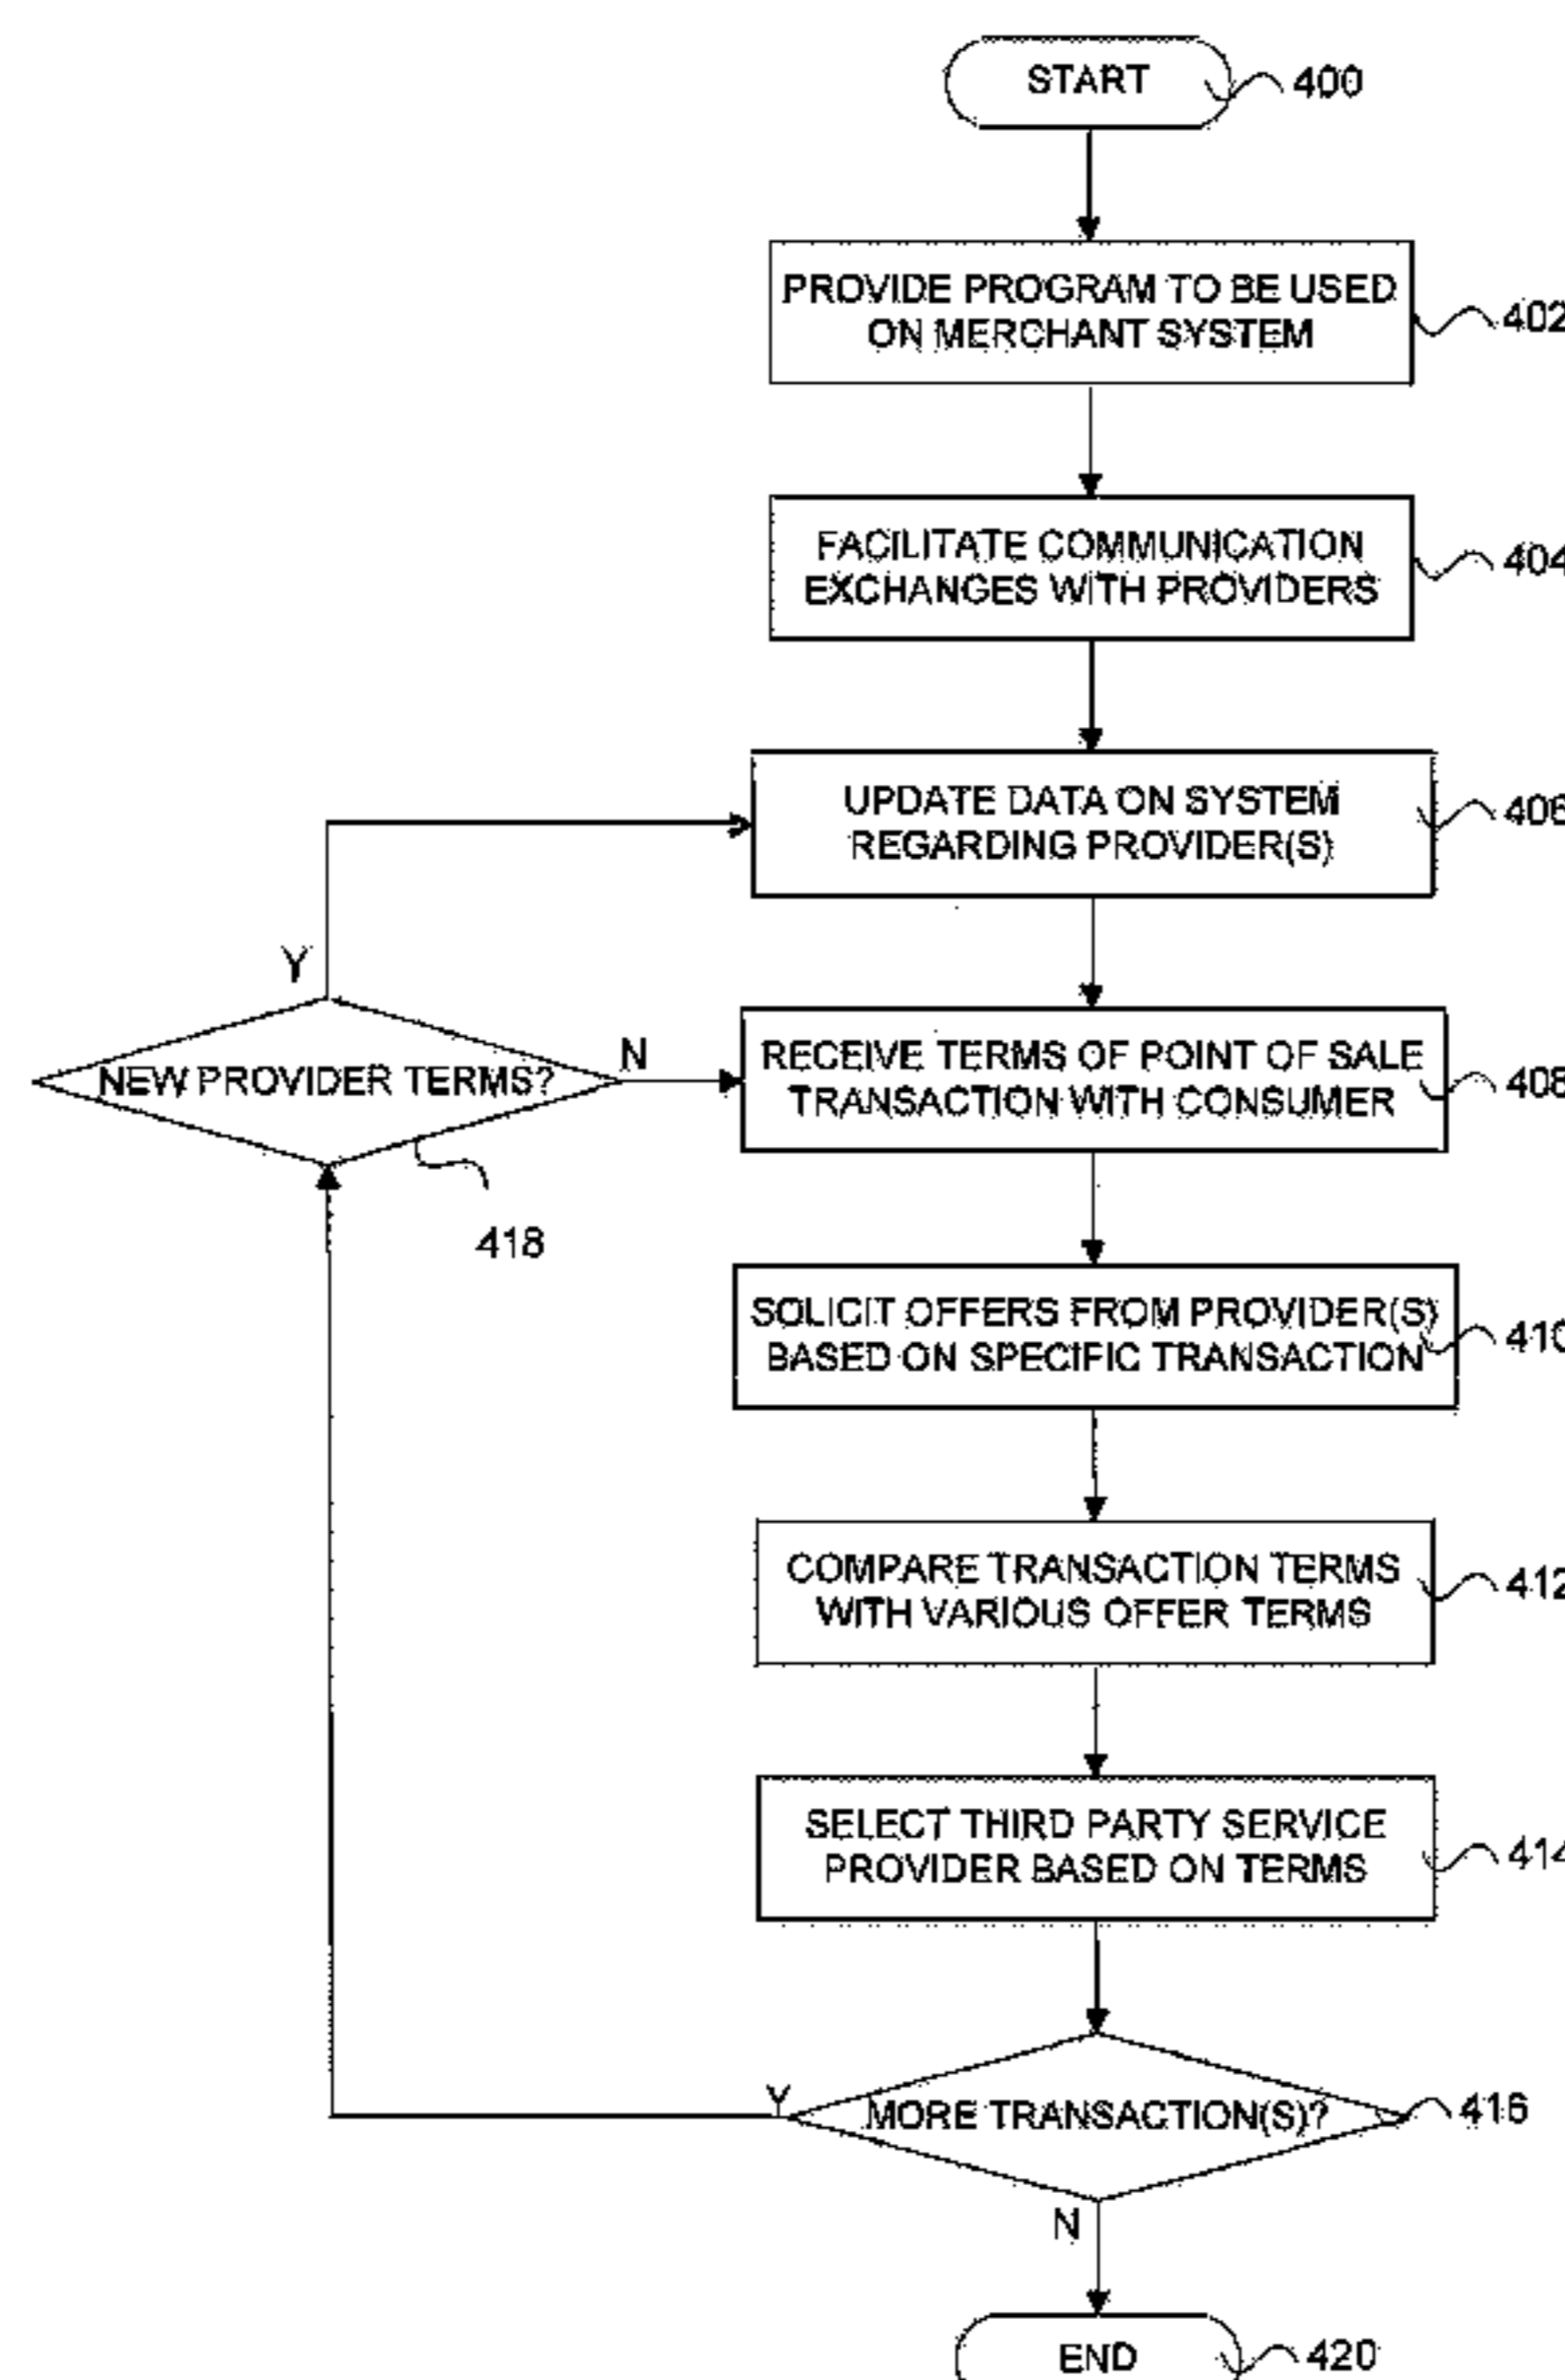 START
400
PROVIDE PROGRAM TO BE USED
ON MERCHANT SYSTEM
402
FACILITATE COMMUNICATION
EXCHANGES WITH PROVIDERS
404
UPDATE DATA ON SYSTEM
REGARDING PROVIDER(S)
406
Y
NEW PROVIDER TERMS?
N
418
RECEIVE TERMS OF POINT OF SALE
TRANSACTION WITH CONSUMER
408
SOLICIT OFFERS FROM PROVIDER(S)
BASED ON SPECIFIC TRANSACTION
410
COMPARE TRANSACTION TERMS
WITH VARIOUS OFFER TERMS
412
SELECT THIRD PARTY SERVICE
PROVIDER BASED ON TERMS
414
Y
MORE TRANSACTION(S)?
416
N
END
420